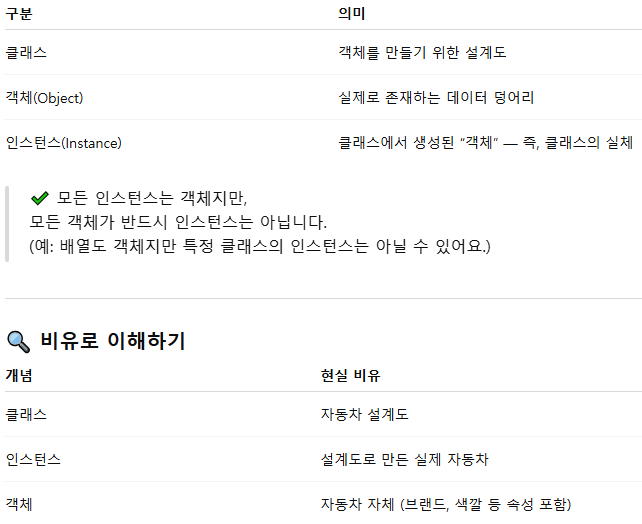 구분 의미
클래스 객체를 만들기 위한 설계도
객체(Object) 실제로 존재하는 데이터 덩어리
인스턴스(Instance) 클래스에서 생성된 “객체” — 즉, 클래스의 실체
✔ 모든 인스턴스는 객체지만,
모든 객체가 반드시 인스턴스는 아닙니다.
(예: 배열도 객체지만 특정 클래스의 인스턴스는 아닐 수 있어요.)
🔍 비유로 이해하기
개념 현실 비유
클래스 자동차 설계도
인스턴스 설계도로 만든 실제 자동차
객체 자동차 자체 (브랜드, 색깔 등 속성 포함)